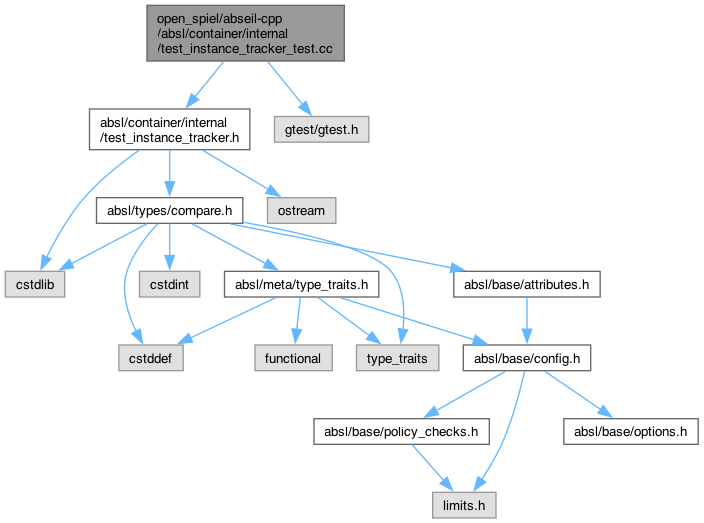 open_spiel/abseil-cpp
/absl/container/internal
/test_instance_tracker_test.cc
absl/container/internal
/test_instance_tracker.h
gtest/gtest.h
absl/types/compare.h
ostream
cstdlib
cstdint
absl/meta/type_traits.h
absl/base/attributes.h
cstddef
functional
type_traits
absl/base/config.h
absl/base/policy_checks.h
absl/base/options.h
limits.h